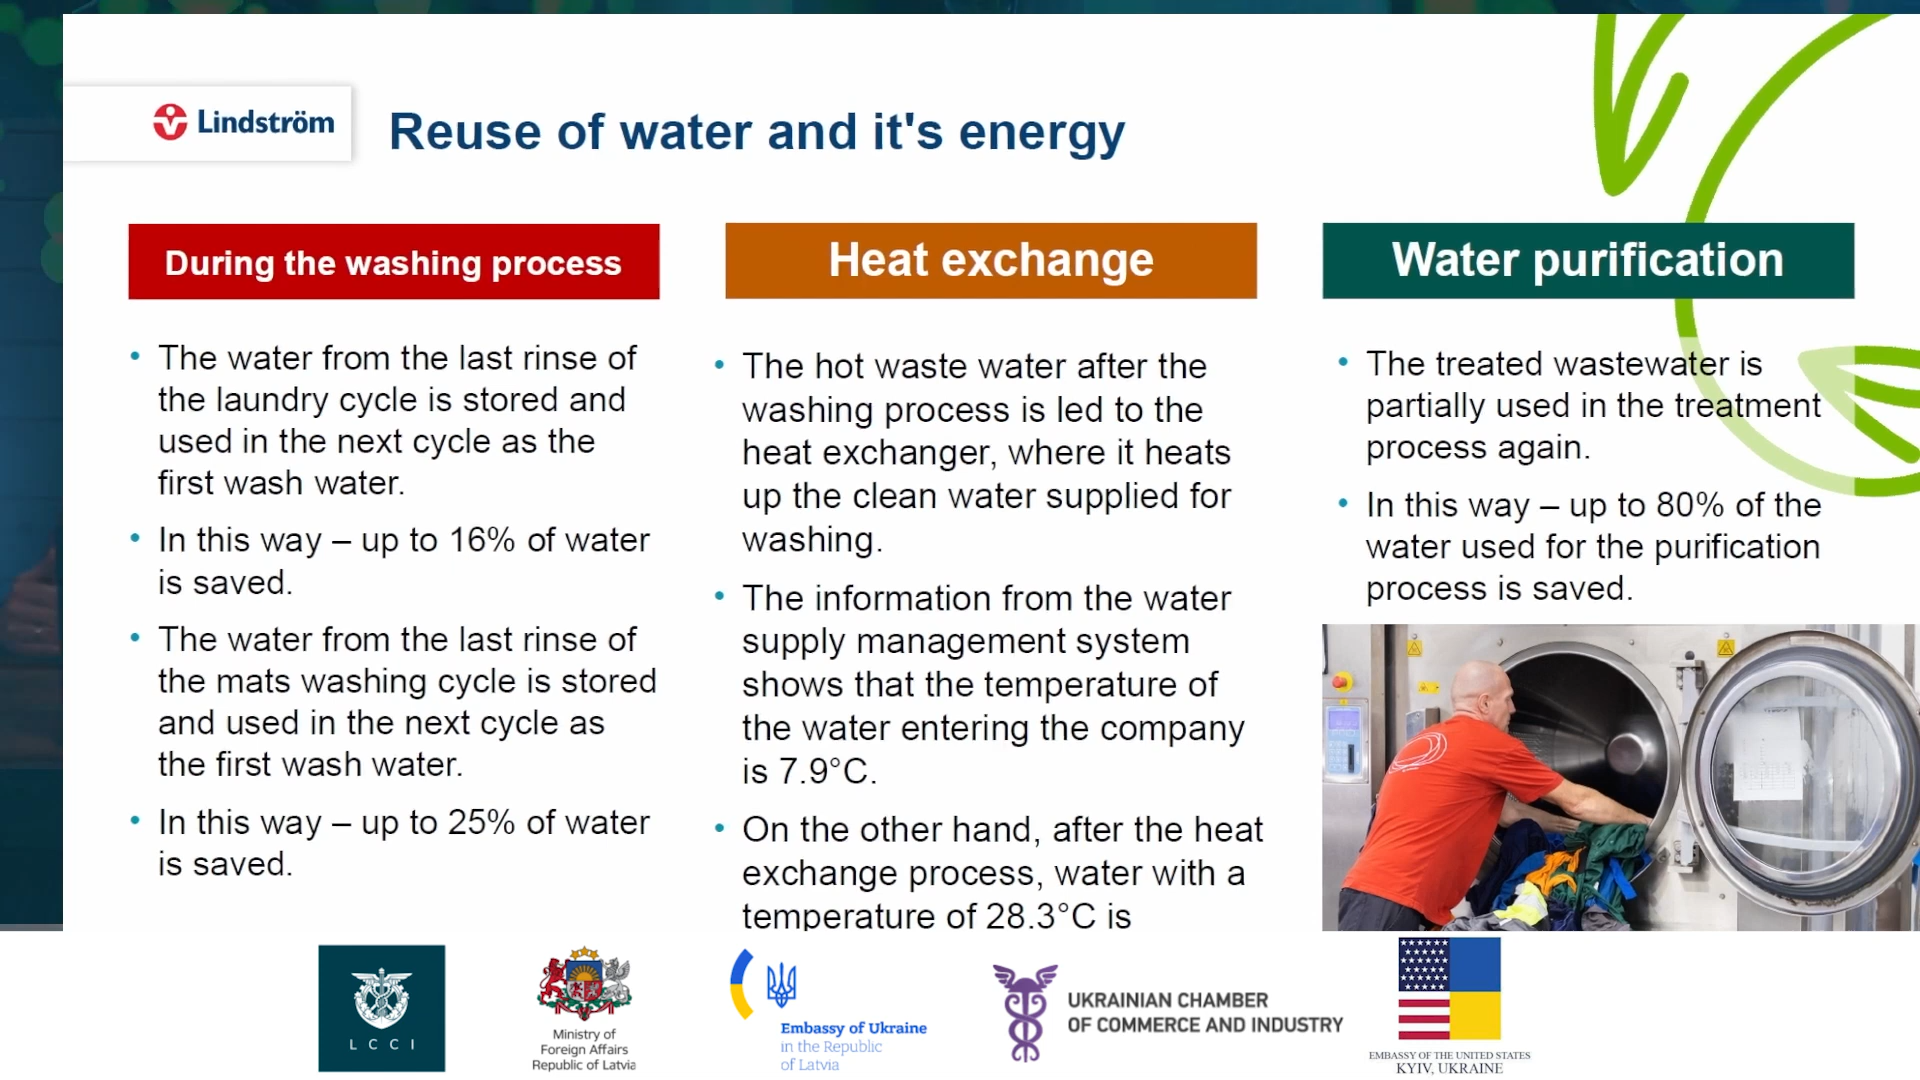 Lindström
Reuse of water and it's energy
During the washing process
• The water from the last rinse of
the laundry cycle is stored and
used in the next cycle as the
first wash water.
• In this way – up to 16% of water
is saved.
• The water from the last rinse of
the mats washing cycle is stored
and used in the next cycle as
the first wash water.
• In this way – up to 25% of water
is saved.
Heat exchange
• The hot waste water after the
washing process is led to the
heat exchanger, where it heats
up the clean water supplied for
washing.
• The information from the water
supply management system
shows that the temperature of
the water entering the company
is 7.9°C.
• On the other hand, after the heat
exchange process, water with a
temperature of 28.3°C is
Water purification
• The treated wastewater is
partially used in the treatment
process again.
• In this way – up to 80% of the
water used for the purification
process is saved.
LCCI
Ministry of
Foreign Affairs
Republic of Latvia
Embassy of Ukraine
in the Republic
of Latvia
UKRAINIAN CHAMBER
OF COMMERCE AND INDUSTRY
EMBASSY OF THE UNITED STATES
KYIV, UKRAINE